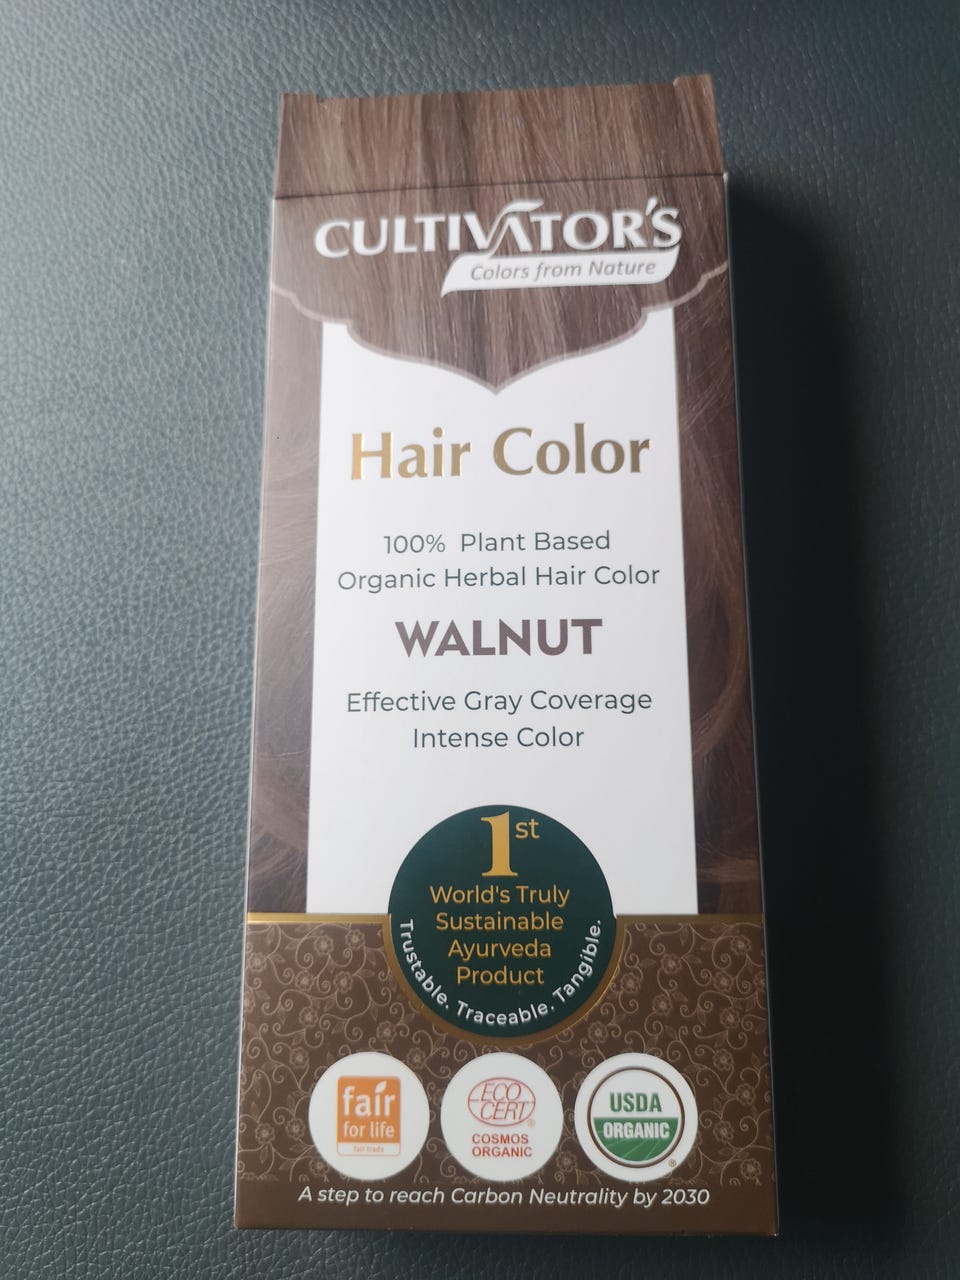 CULTIVATOR'S
Colors from Nature
Hair Color
100% Plant Based
Organic Herbal Hair Color
WALNUT
Effective Gray Coverage
Intense Color
1st
World's Truly
Sustainable
Ayurveda
Product
Trustable. Traceable. Tangible.
fair
for life
fair trade
ECO
CERT®
COSMOS
ORGANIC
USDA
ORGANIC
®
A step to reach Carbon Neutrality by 2030